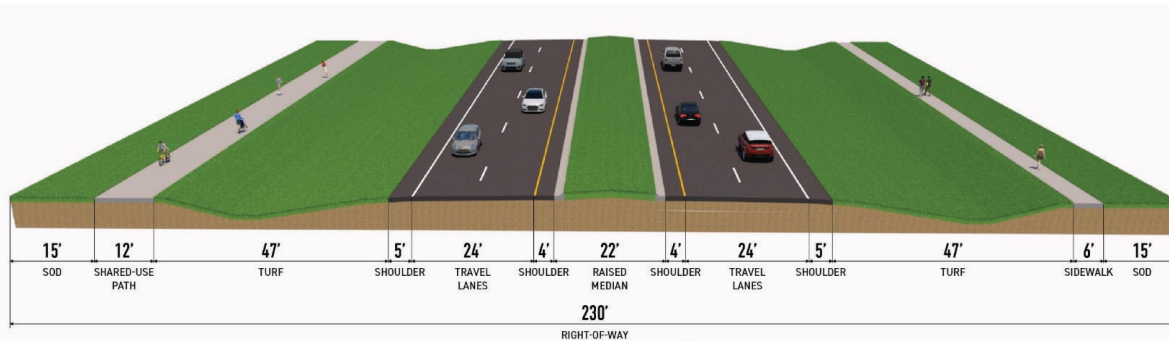 15' 12' 47' 5' 24' 4' 22' 4' 24' 5' 47' 6' 15'
SOD SHARED-USE TURF SHOULDER TRAVEL SHOULDER RAISED SHOULDER TRAVEL SHOULDER TURF SIDEWALK SOD
PATH LANES MEDIAN LANES
230'
RIGHT-OF-WAY